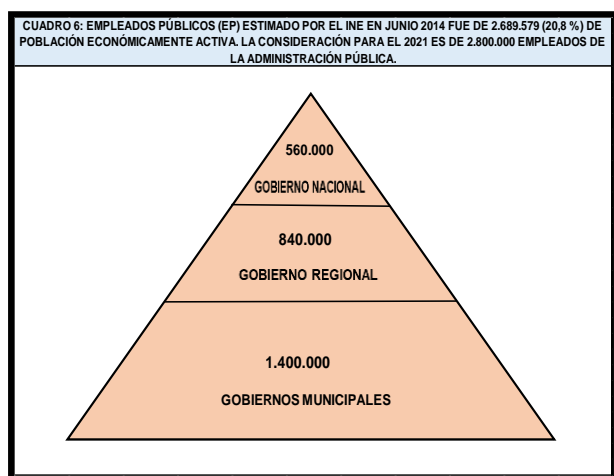 CUADRO 6: EMPLEADOS PÚBLICOS (EP) ESTIMADO POR EL INE EN JUNIO 2014 FUE DE 2.689.579 (20,8 %) DE
POBLACIÓN ECONÓMICAMENTE ACTIVA. LA CONSIDERACIÓN PARA EL 2021 ES DE 2.800.000 EMPLEADOS DE
LA ADMINISTRACIÓN PÚBLICA.
560.000
GOBIERNO NACIONAL
840.000
GOBIERNO REGIONAL
1.400.000
GOBIERNOS MUNICIPALES